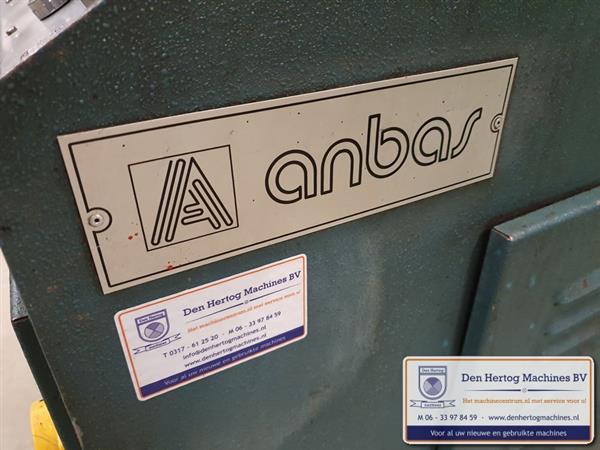 A anbas
Den Hertog Machines BV
Het machinecentrum.nl met service voor u!
T 0317 - 61 25 20 - M 06 - 33 97 84 59
info@denhertogmachines.nl
www.denhertogmachines.nl
Voor al uw nieuwe en gebruikte machines
Den Hertog Machines BV
Het machinecentrum.nl met service voor u!
M 06 - 33 97 84 59 - www.denhertogmachines.nl
Voor al uw nieuwe en gebruikte machines